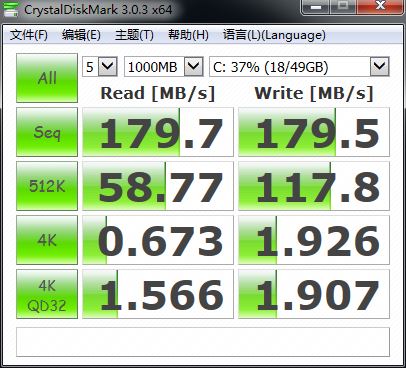 CrystalDiskMark 3.0.3 x64
文件(F) 编辑(E) 主题(T) 帮助(H) 语言(L)(Language)
All 5 1000MB C: 37% (18/49GB)
Read [MB/s] Write [MB/s]
Seq 179.7 179.5
512K 58.77 117.8
4K 0.673 1.926
4K QD32 1.566 1.907